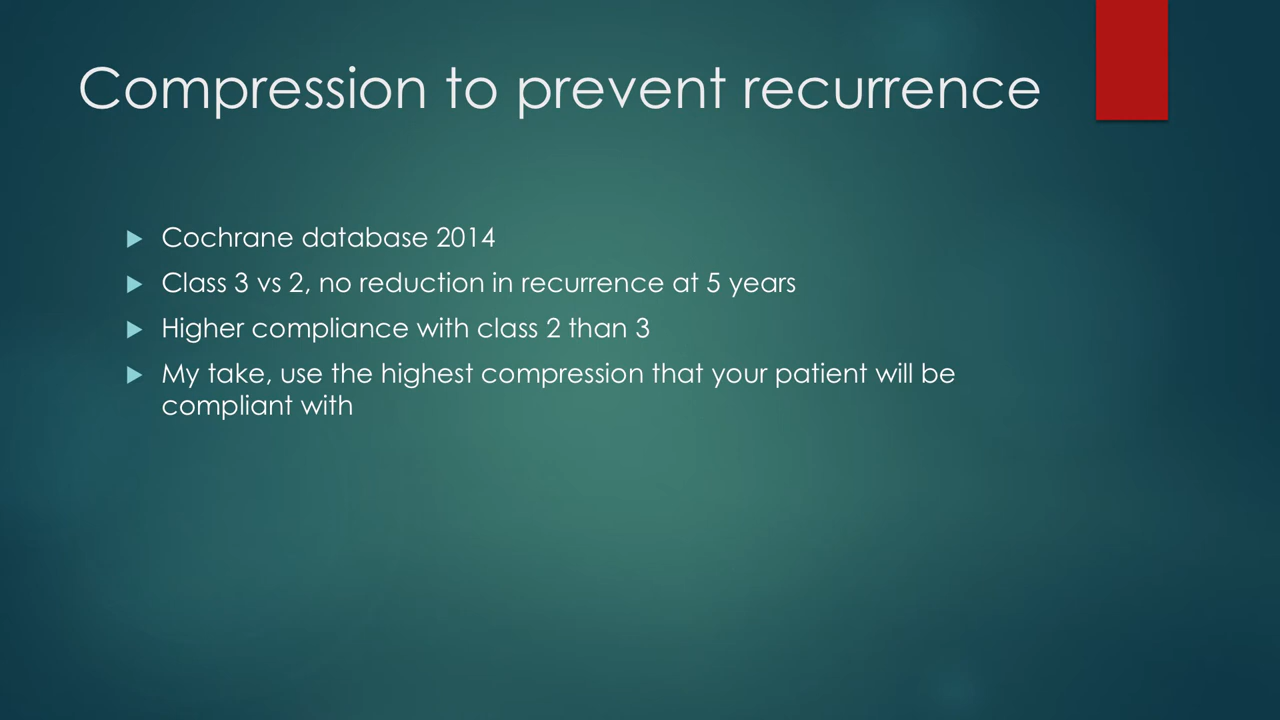 Compression to prevent recurrence
Cochrane database 2014
Class 3 vs 2, no reduction in recurrence at 5 years
Higher compliance with class 2 than 3
My take, use the highest compression that your patient will be
compliant with